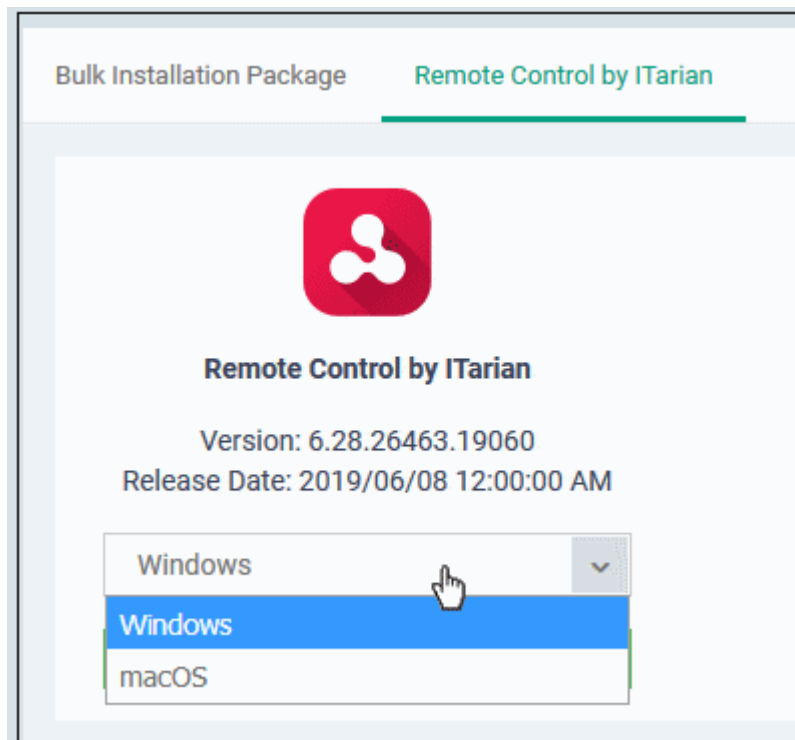 Bulk Installation Package
Remote Control by ITarian
Remote Control by ITarian
Version: 6.28.26463.19060
Release Date: 2019/06/08 12:00:00 AM
Windows
Windows
macOS